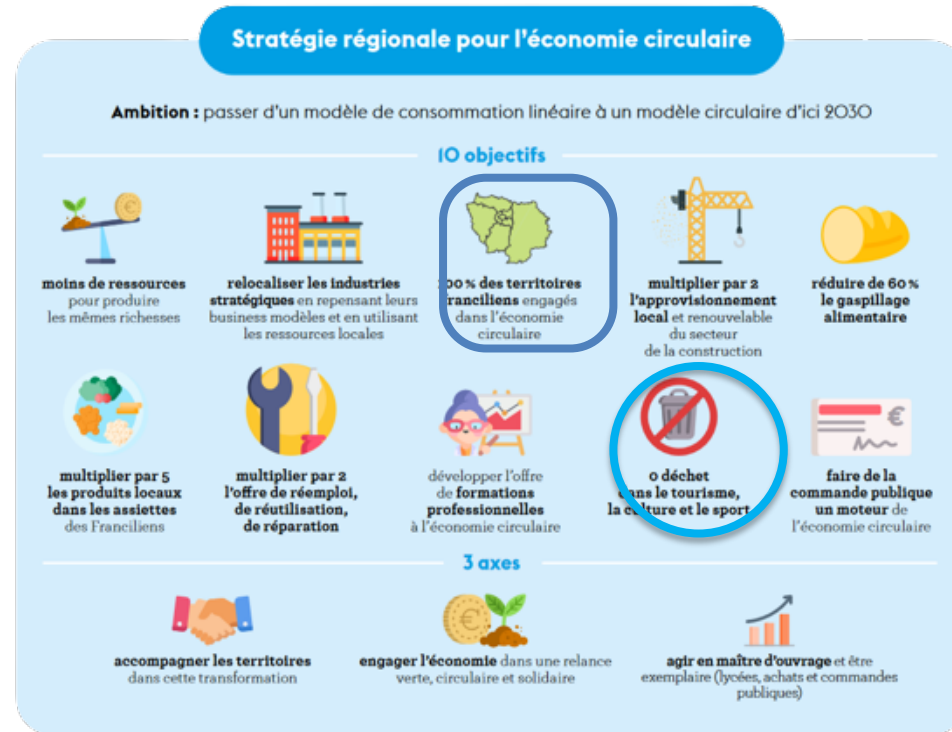 Stratégie régionale pour l'économie circulaire
Ambition : passer d'un modèle de consommation linéaire à un modèle circulaire d'ici 2030
10 objectifs
moins de ressources
pour produire
les mêmes richesses
relocaliser les industries
stratégiques en repensant leurs
business modèles et en utilisant
les ressources locales
00 % des territoires
franciliens engagés
dans l'économie
circulaire
multiplier par 2
l'approvisionnement
local et renouvelable
du secteur
de la construction
réduire de 60 %
le gaspillage
alimentaire
multiplier par 5
les produits locaux
dans les assiettes
des Franciliens
multiplier par 2
l'offre de réemploi,
de réutilisation,
de réparation
développer l'offre
de formations
professionnelles
à l'économie circulaire
0 déchet
dans le tourisme,
la culture et le sport
€
faire de la
commande publique
un moteur de
l'économie circulaire
3 axes
accompagner les territoires
dans cette transformation
€
engager l'économie dans une relance
verte, circulaire et solidaire
agir en maître d'ouvrage et être
exemplaire (lycées, achats et commandes
publiques)